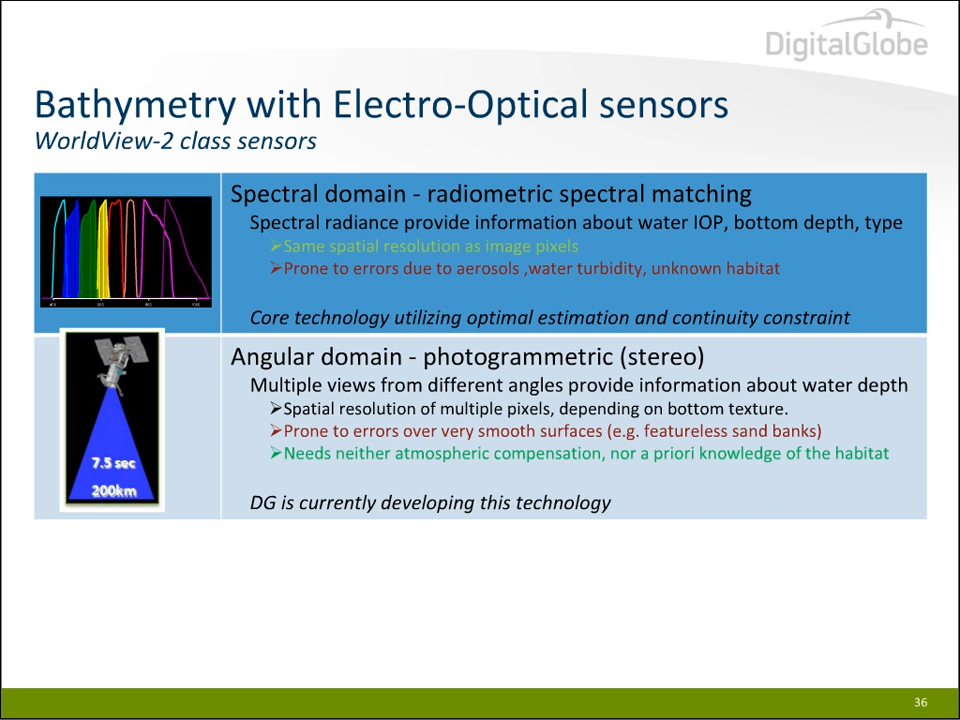 DigitalGlobe
Bathymetry with Electro-Optical sensors
WorldView-2 class sensors
Spectral domain - radiometric spectral matching
Spectral radiance provide information about water IOP, bottom depth, type
➢Same spatial resolution as image pixels
➢Prone to errors due to aerosols ,water turbidity, unknown habitat
Core technology utilizing optimal estimation and continuity constraint
Angular domain - photogrammetric (stereo)
Multiple views from different angles provide information about water depth
➢Spatial resolution of multiple pixels, depending on bottom texture.
➢Prone to errors over very smooth surfaces (e.g. featureless sand banks)
➢Needs neither atmospheric compensation, nor a priori knowledge of the habitat
7.5 sec
200km
DG is currently developing this technology
36